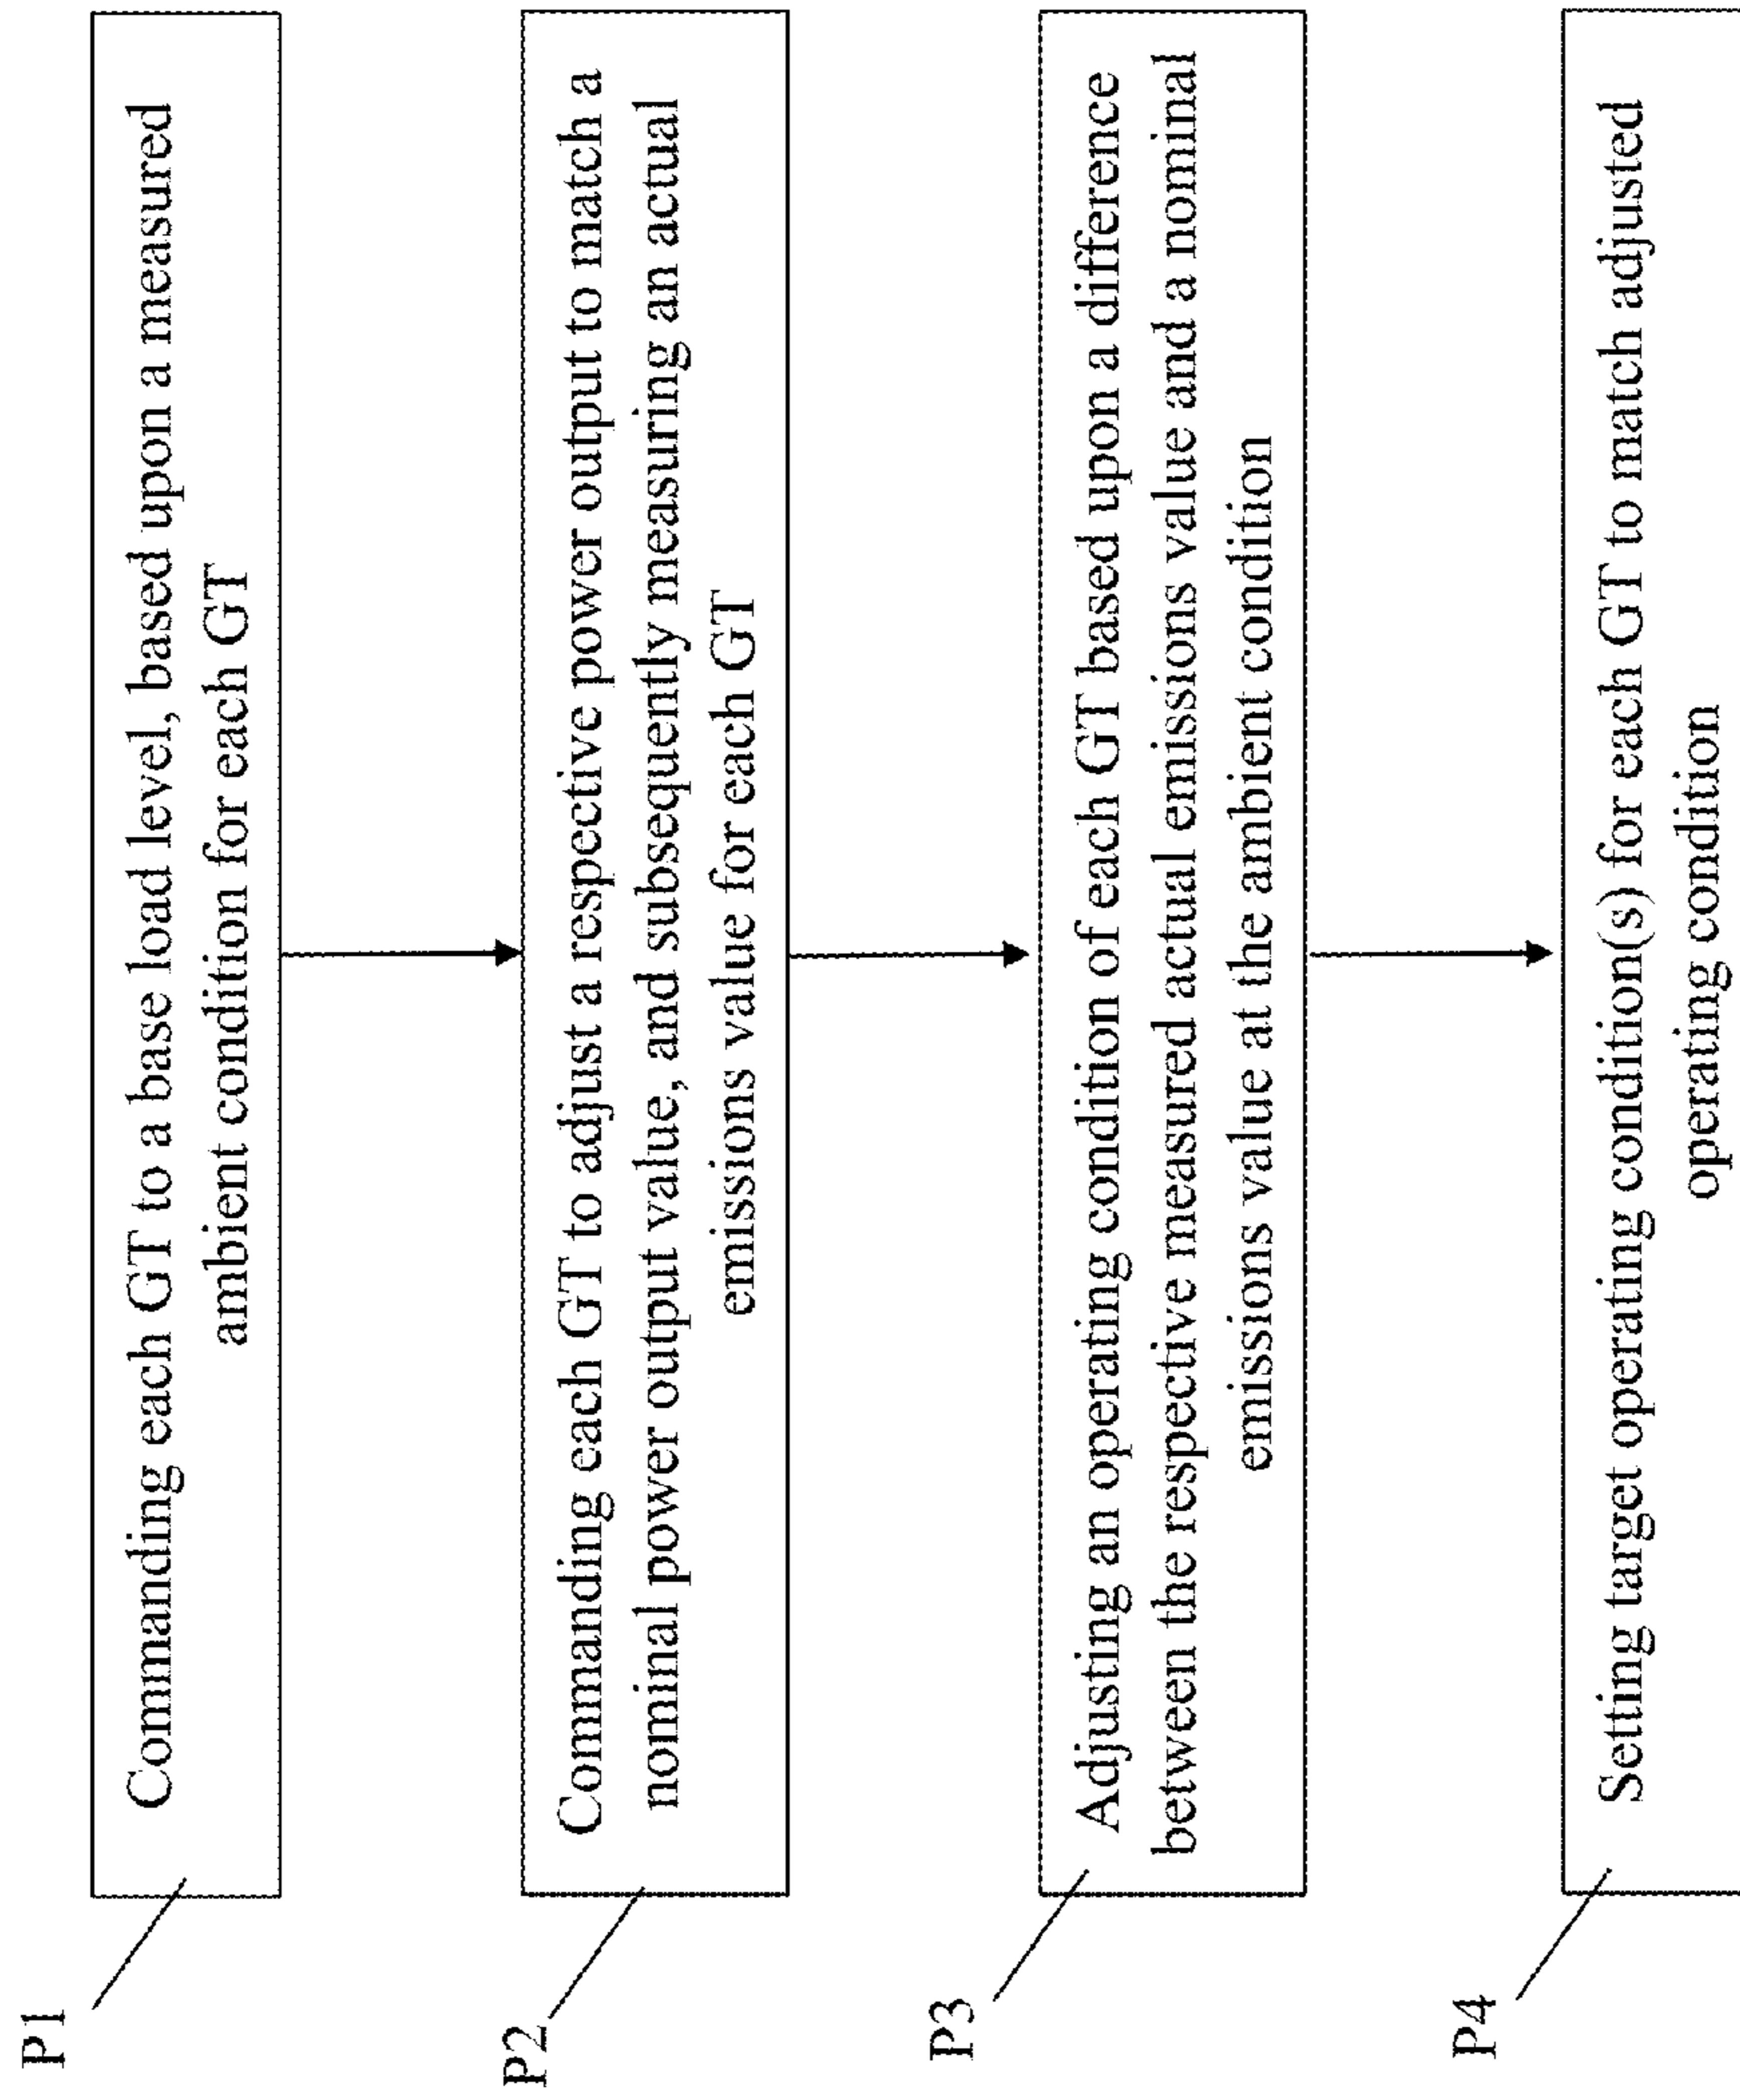 P1
Commanding each GT to a base load level, based upon a measured
ambient condition for each GT
P2
Commanding each GT to adjust a respective power output to match a
nominal power output value, and subsequently measuring an actual
emissions value for each GT
P3
Adjusting an operating condition of each GT based upon a difference
between the respective measured actual emissions value and a nominal
emissions value at the ambient condition
P4
Setting target operating condition(s) for each GT to match adjusted
operating condition